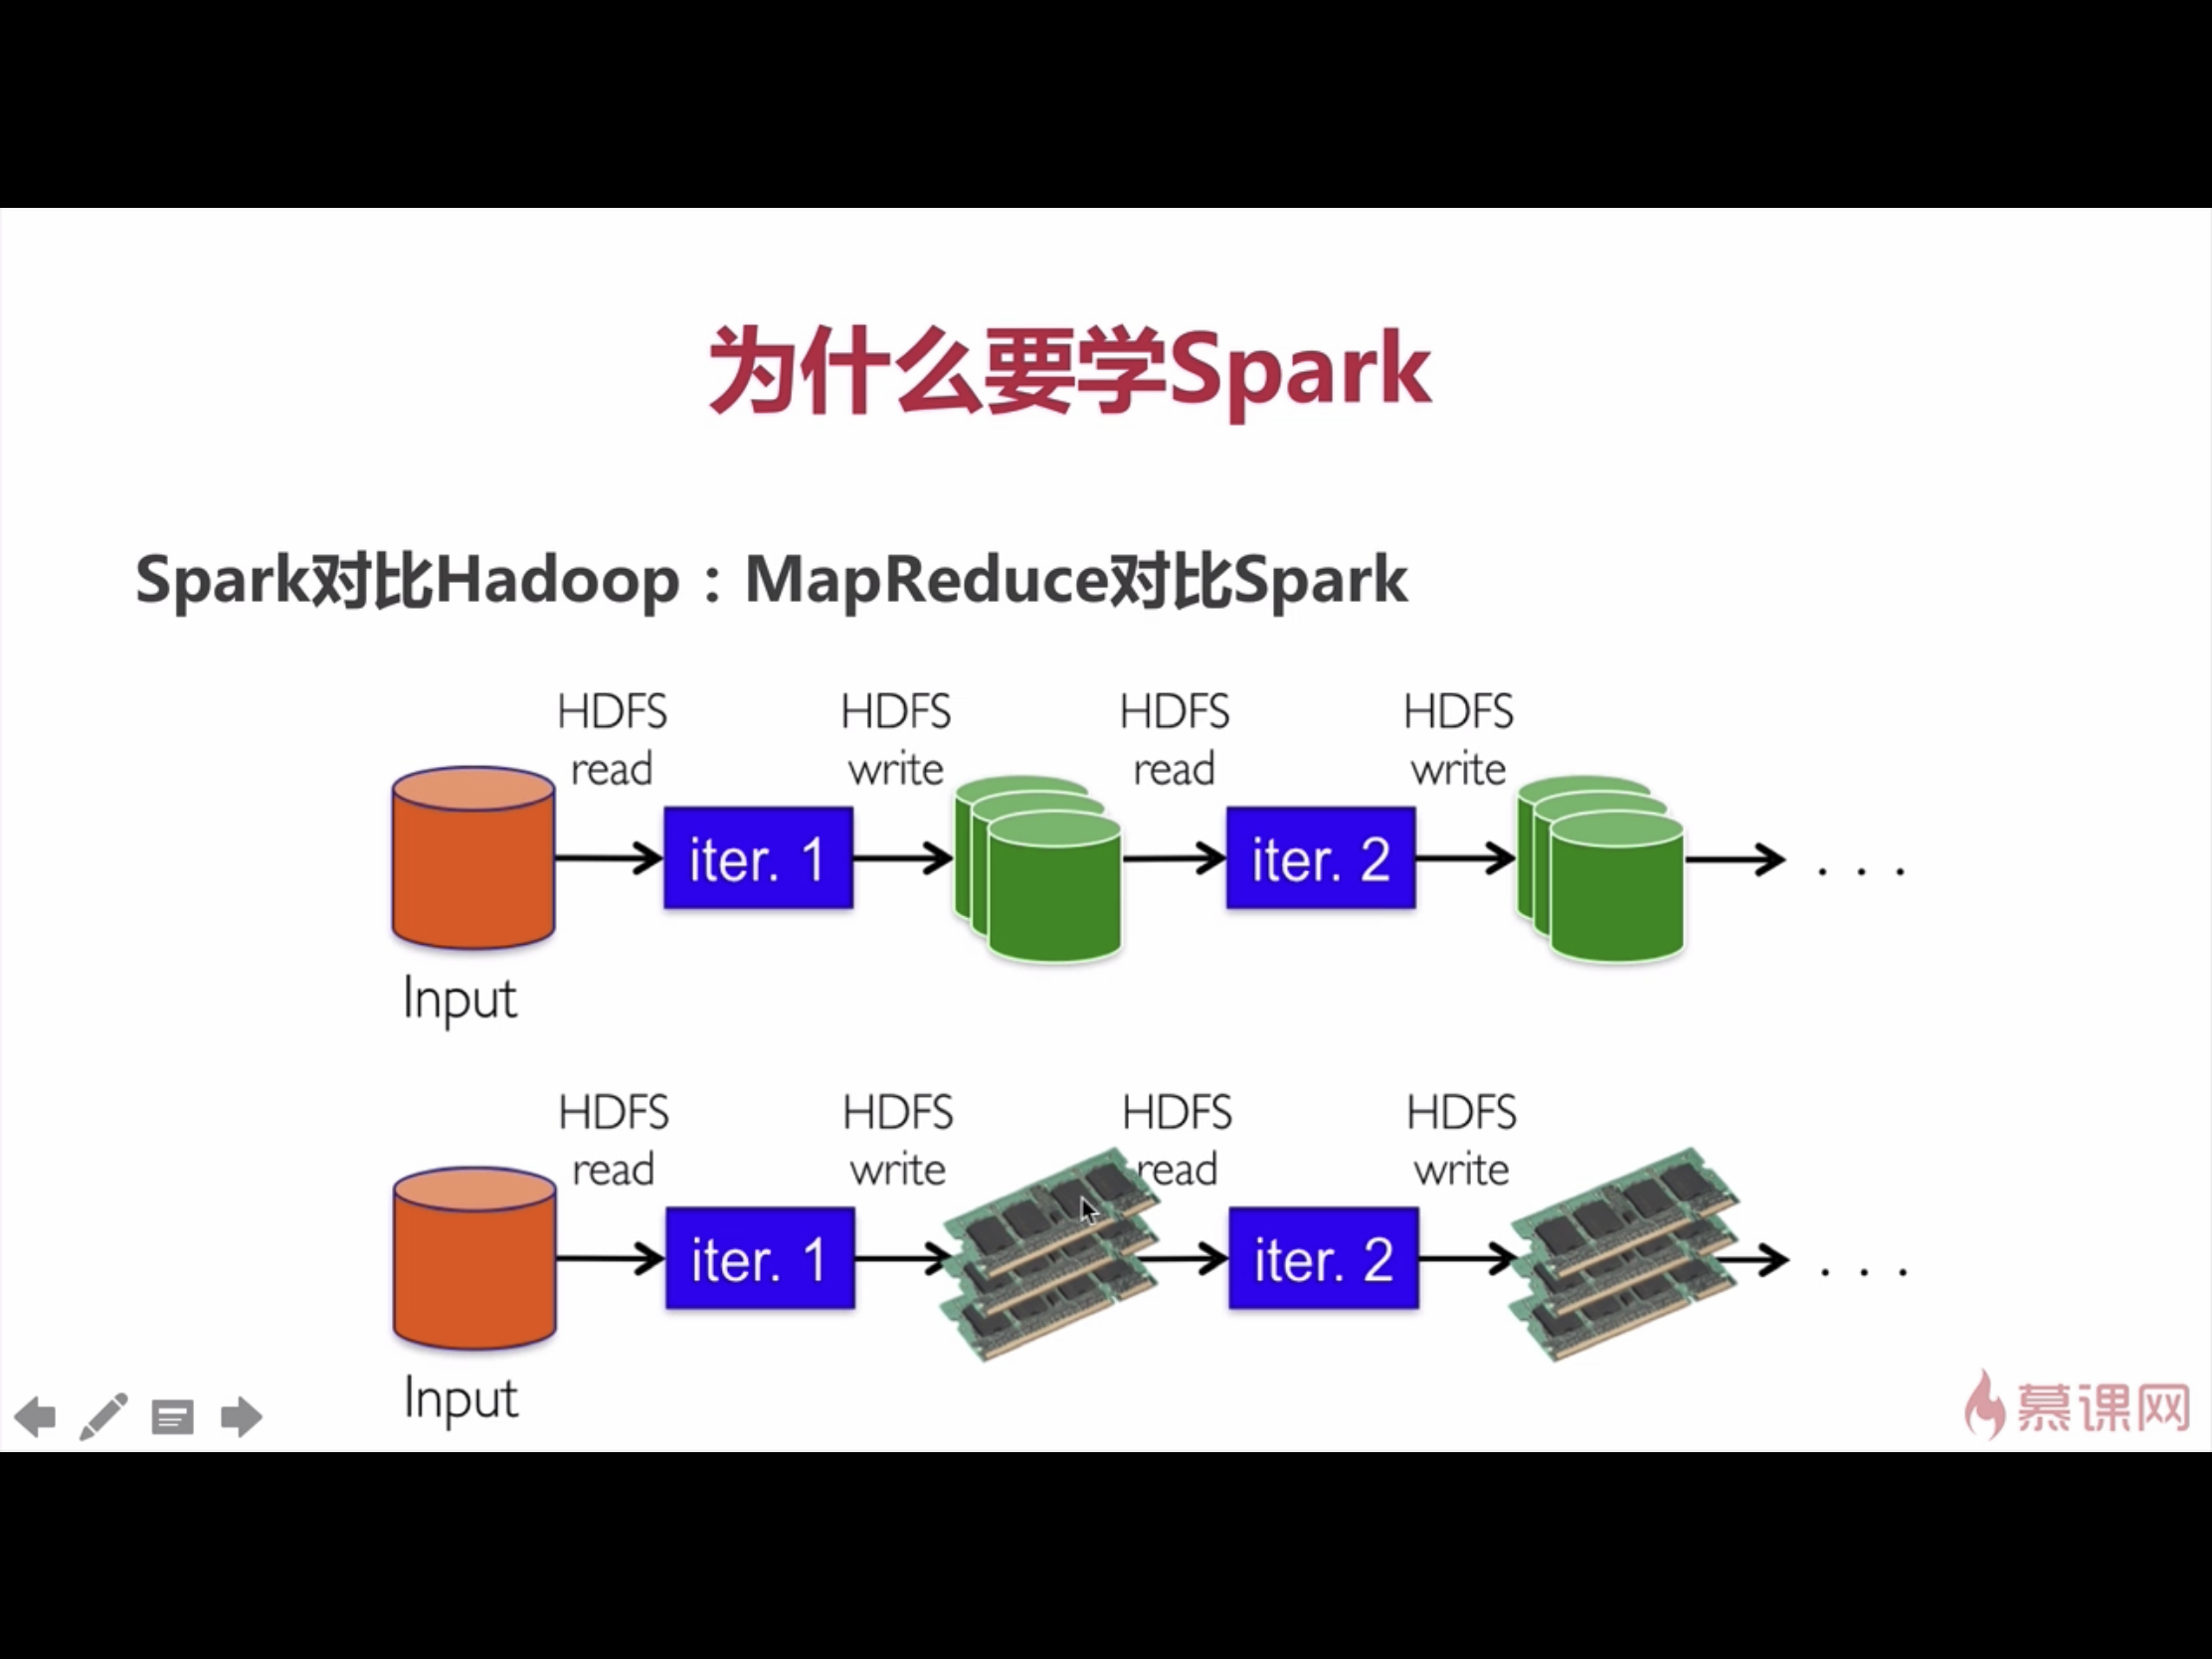 为什么要学Spark
Spark对比Hadoop：MapReduce对比Spark
HDFS read
HDFS write
HDFS read
HDFS write
iter. 1
iter. 2
. . .
Input
HDFS read
HDFS write
HDFS read
HDFS write
iter. 1
iter. 2
. . .
Input
慕课网